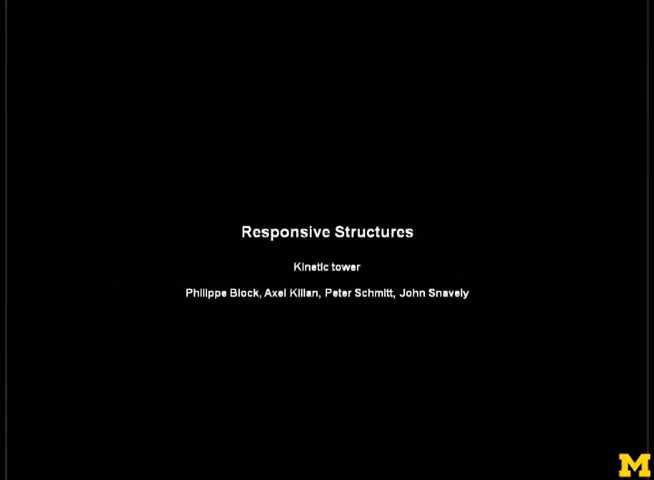 Responsive Structures
Kinetic tower
Philippe Block, Axel Kilian, Peter Schmitt, John Snavely
M